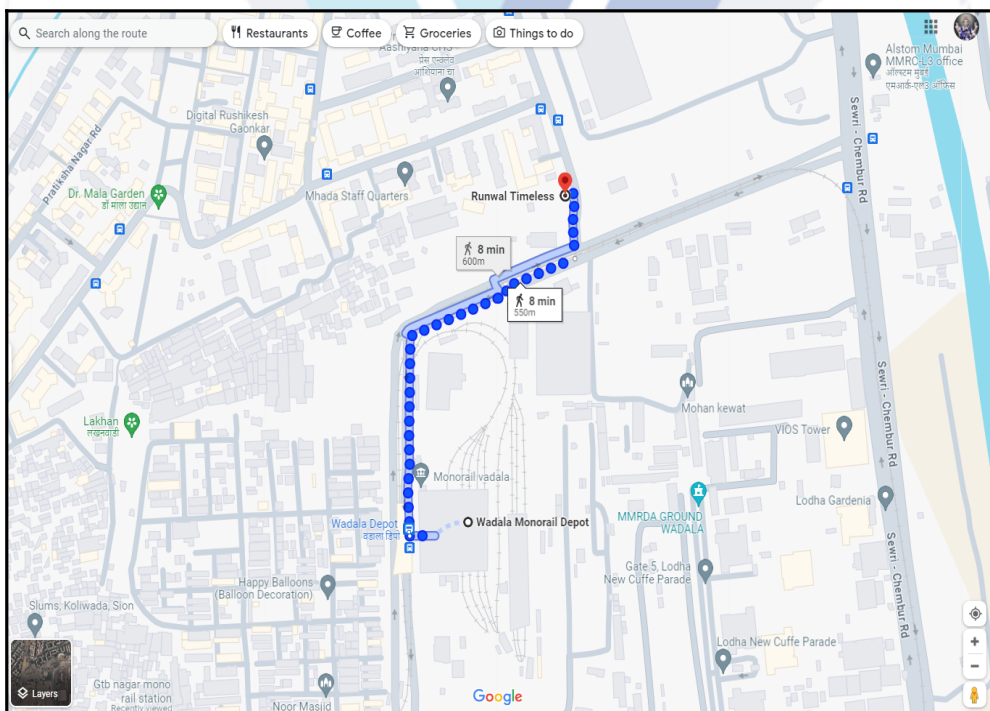 Search along the route
Restaurants
Coffee
Groceries
Things to do
Aashiyana CHS
प्रेस एन्क्लेव
आशियाना चा
Alstom Mumbai
MMRC-L3 office
ऑल्स्टम मुंबई
एमआरके-एल३ ऑफिस
Digital Rushikesh
Gaonkar
Pratiksha Nagar Rd
Sewri - Chembur Rd
Dr. Mala Garden
डॉ माला उद्यान
Mhada Staff Quarters
Runwal Timeless
8 min
600m
8 min
550m
Mohan kewat
Sewri - Chembur Rd
Lakhan
लखनवाडी
VIOS Tower
Monorail vadala
Lodha Gardenia
MMRDA GROUND
WADALA
Wadala Depot
वडाला डिपो
Wadala Monorail Depot
Gate 5, Lodha
New Cuffe Parade
Happy Balloons
(Balloon Decoration)
Sewri - Chembur Rd
Slums, Koliwada, Sion
Lodha New Cuffe Parade
Layers
Gtb nagar mono
rail station
Recently viewed
Noor Masjid
Google